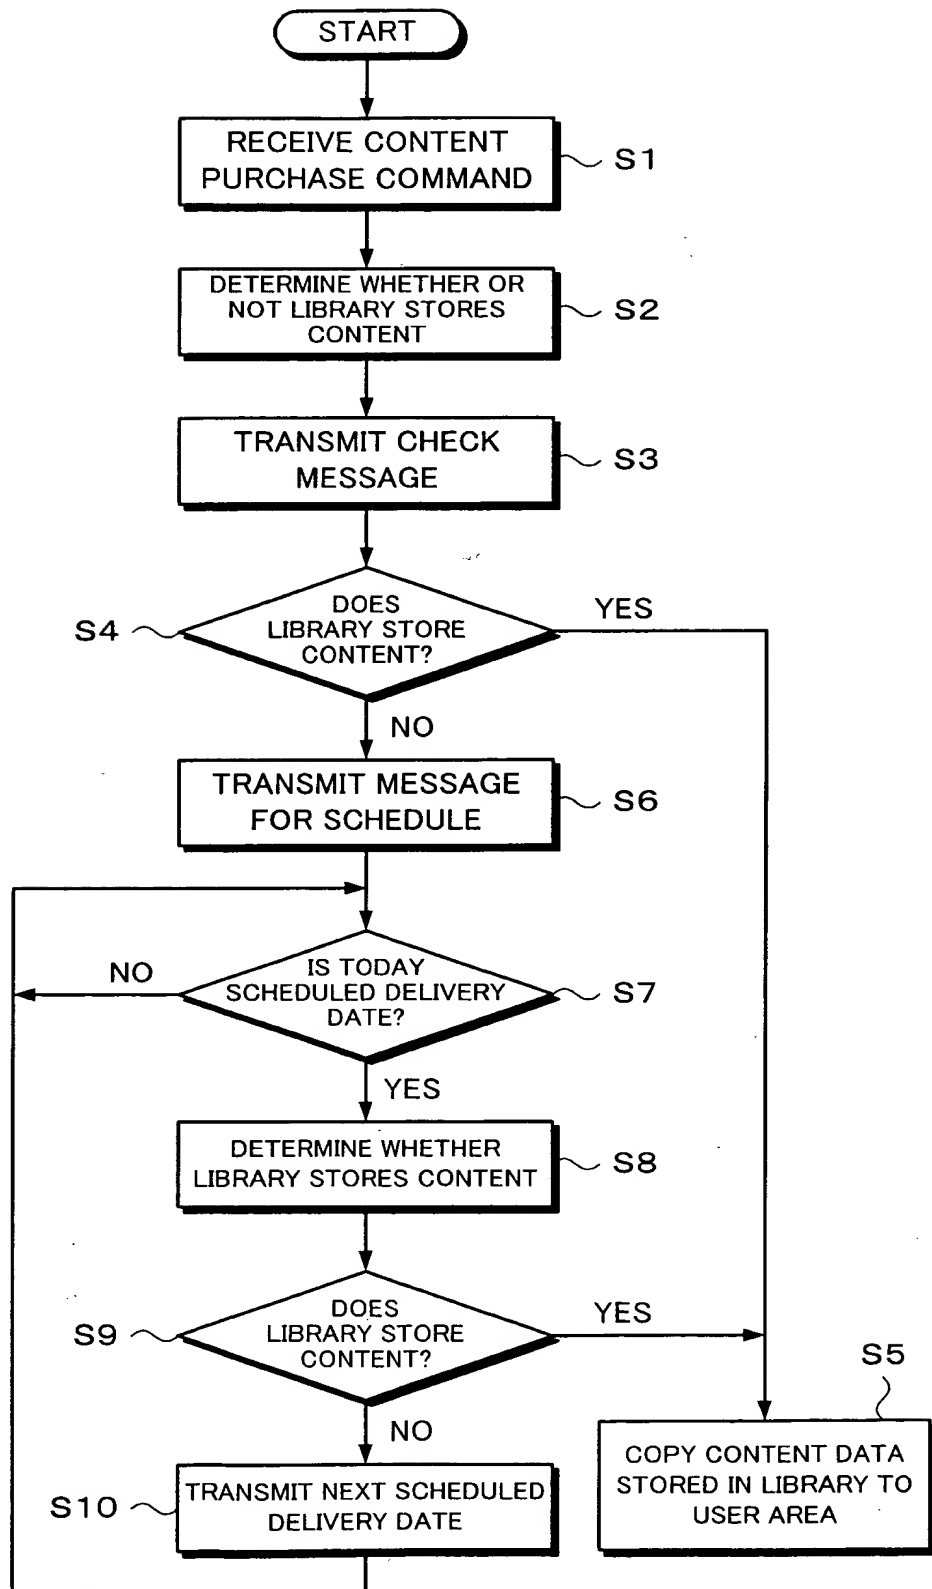 START
RECEIVE CONTENT
PURCHASE COMMAND
S1
DETERMINE WHETHER OR
NOT LIBRARY STORES
CONTENT
S2
TRANSMIT CHECK
MESSAGE
S3
S4
DOES
LIBRARY STORE
CONTENT?
YES
NO
TRANSMIT MESSAGE
FOR SCHEDULE
S6
NO
IS TODAY
SCHEDULED DELIVERY
DATE?
S7
YES
DETERMINE WHETHER
LIBRARY STORES CONTENT
S8
S9
DOES
LIBRARY STORE
CONTENT?
YES
NO
S5
COPY CONTENT DATA
STORED IN LIBRARY TO
USER AREA
S10
TRANSMIT NEXT SCHEDULED
DELIVERY DATE